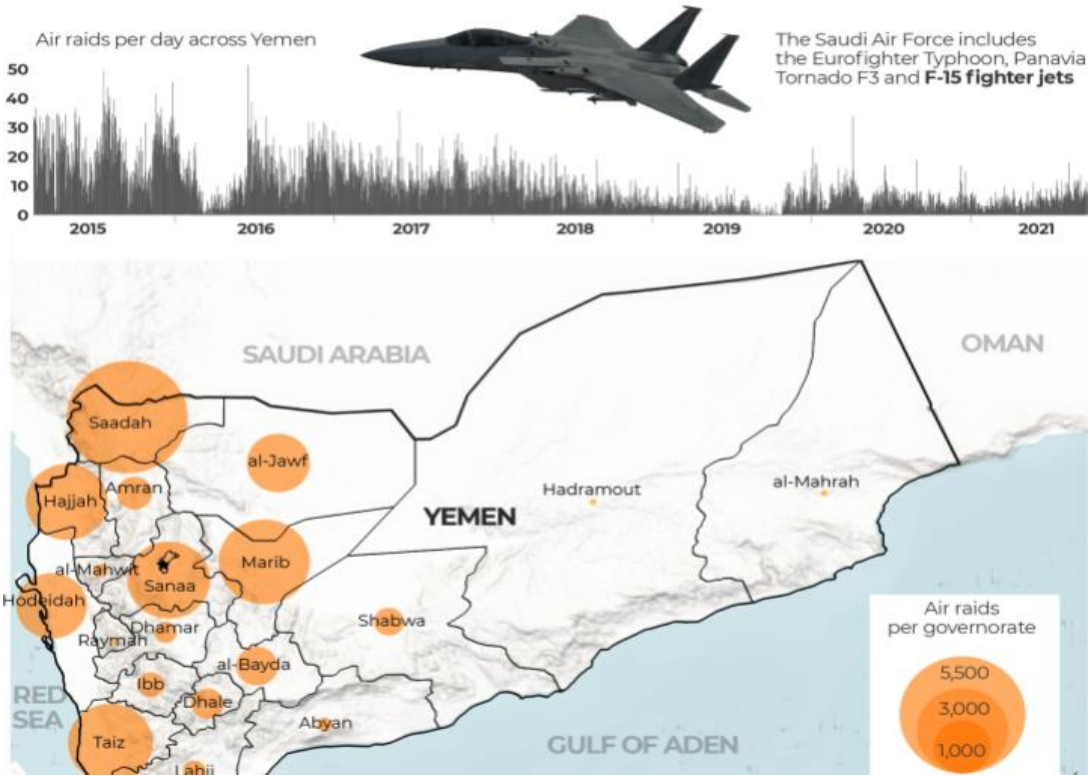 Air raids per day across Yemen
The Saudi Air Force includes
the Eurofighter Typhoon, Panavia
Tornado F3 and F-15 fighter jets
50
40
30
20
10
0
2015 2016 2017 2018 2019 2020 2021
SAUDI ARABIA
OMAN
Saadah
al-Jawf
Hajjah
Amran
Hadramout
al-Mahrah
YEMEN
Marib
al-Mahwit
Sanaa
Hodeidah
Shabwa
Dhamar
Raymah
al-Bayda
Ibb
Dhale
RED
SEA
Abyan
Taiz
GULF OF ADEN
Lahij
Air raids
per governorate
5,500
3,000
1,000